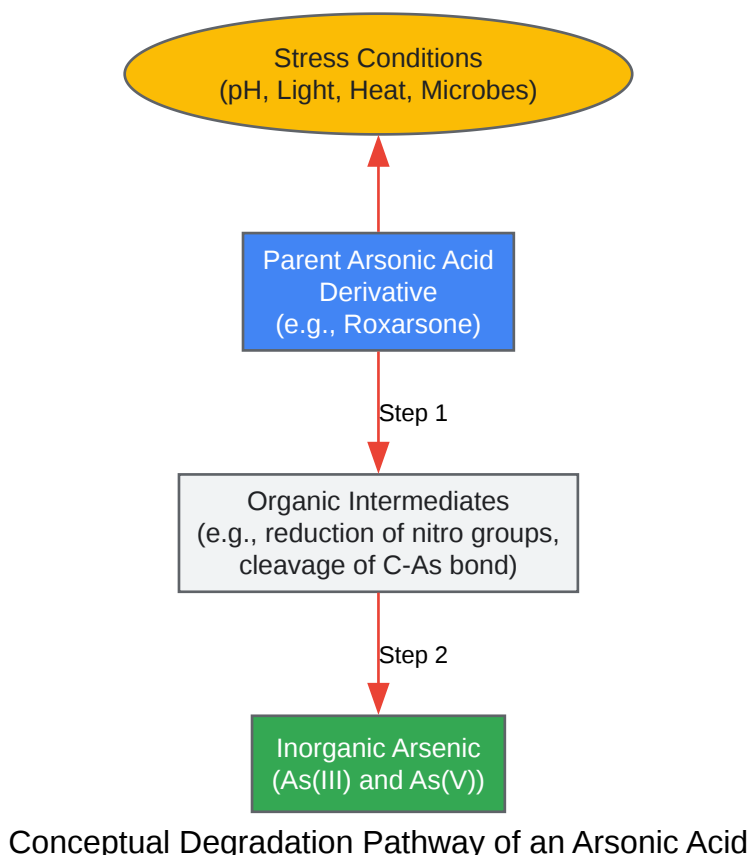 Stress Conditions
(pH, Light, Heat, Microbes)
Parent Arsonic Acid
Derivative
(e.g., Roxarsone)
Step 1
Organic Intermediates
(e.g., reduction of nitro groups,
cleavage of C-As bond)
Step 2
Inorganic Arsenic
(As(III) and As(V))
Conceptual Degradation Pathway of an Arsonic Acid